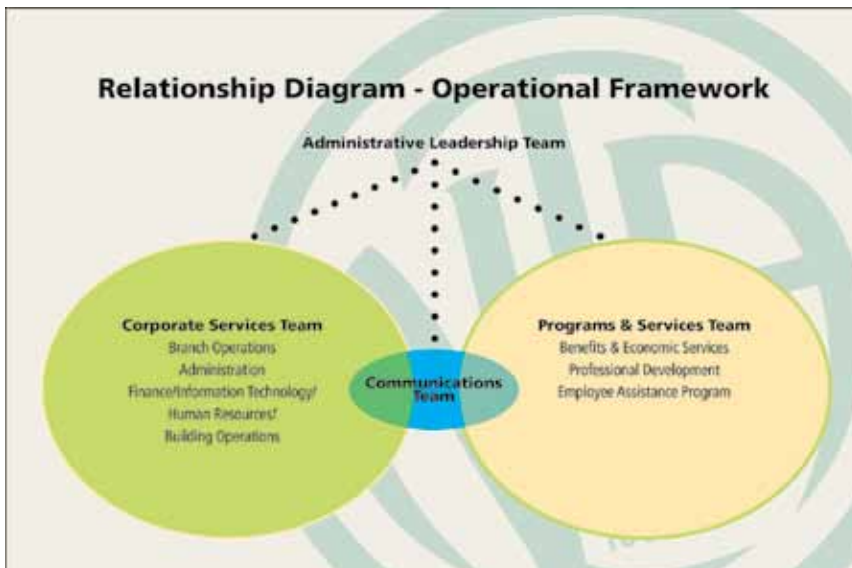 Relationship Diagram - Operational Framework
Administrative Leadership Team
Corporate Services Team
Branch Operations
Administration
Finance/Information Technology/
Human Resources/
Building Operations
Communications
Team
Programs & Services Team
Benefits & Economic Services
Professional Development
Employee Assistance Program